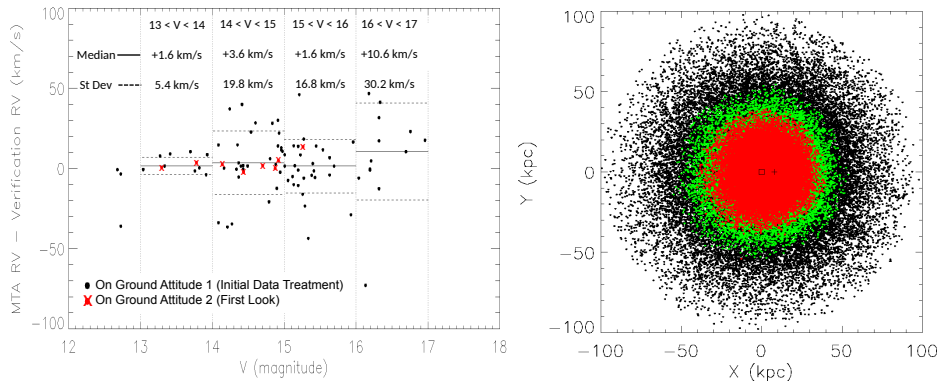 13 < V < 14 14 < V < 15 15 < V < 16 16 < V < 17
Median +1.6 km/s +3.6 km/s +1.6 km/s +10.6 km/s
St Dev 5.4 km/s 19.8 km/s 16.8 km/s 30.2 km/s
MTA RV − Verification RV (km/s)
100
50
0
−50
−100
On Ground Attitude 1 (Initial Data Treatment)
On Ground Attitude 2 (First Look)
12 13 14 15 16 17 18
V (magnitude)
Y (kpc)
100
50
0
−50
−100
−100 −50 0 50 100
X (kpc)